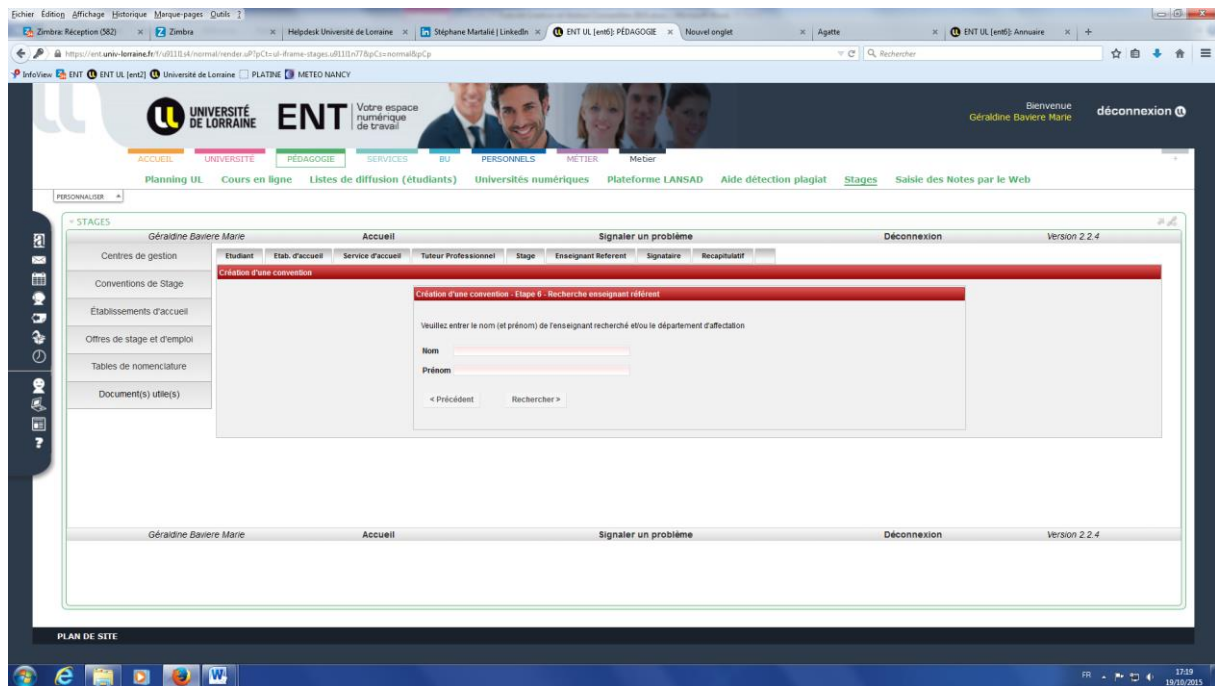 Fichier Édition Affichage Historique Marque-pages Outils ?
Zimbra: Réception (582) × Zimbra × Helpdesk Université de Lorraine × Stéphane Martalié | LinkedIn × ENT UL [ent6]: PÉDAGOGIE × Nouvel onglet × Agatte × ENT UL [ent6]: Annuaire × +
Rechercher
InfoView ENT ENT UL [ent2] Université de Lorraine PLATINE METEO NANCY
UNIVERSITÉ DE LORRAINE
ENT Votre espace numérique de travail
Bienvenue
Géraldine Baviere Marie
déconnexion
ACCUEIL UNIVERSITÉ PÉDAGOGIE SERVICES BU PERSONNELS MÉTIER Metier
Planning UL Cours en ligne Listes de diffusion (étudiants) Universités numériques Plateforme LANSAD Aide détection plagiat Stages Saisie des Notes par le Web
PERSONNALISER
STAGES
Géraldine Baviere Marie Accueil Signaler un problème Déconnexion Version 2.2.4
Centres de gestion
Conventions de Stage
Établissements d'accueil
Offres de stage et d'emploi
Tables de nomenclature
Document(s) utile(s)
Etudiant Etab. d'accueil Service d'accueil Tuteur Professionnel Stage Enseignant Referent Signataire Recapitulatif
Création d'une convention
Création d'une convention - Etape 6 - Recherche enseignant référent
Veuillez entrer le nom (et prénom) de l'enseignant recherché et/ou le département d'affectation
Nom
Prénom
< Précédent Rechercher >
Géraldine Baviere Marie Accueil Signaler un problème Déconnexion Version 2.2.4
PLAN DE SITE
FR 17:19
19/10/2015